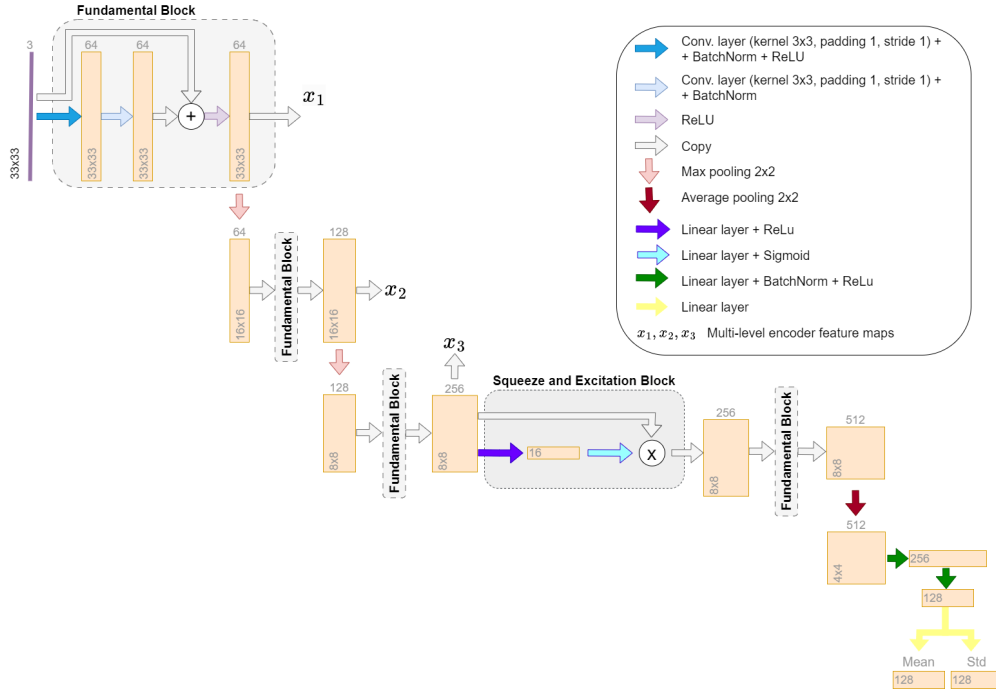 Fundamental Block
3
64
64
64
33x33
33x33
33x33
33x33
+
x1
Conv. layer (kernel 3x3, padding 1, stride 1) +
+ BatchNorm + ReLU
Conv. layer (kernel 3x3, padding 1, stride 1) +
+ BatchNorm
ReLU
Copy
Max pooling 2x2
Average pooling 2x2
Linear layer + ReLu
Linear layer + Sigmoid
Linear layer + BatchNorm + ReLu
Linear layer
x1, x2, x3 Multi-level encoder feature maps
64
16x16
Fundamental Block
128
16x16
x2
128
8x8
Fundamental Block
x3
256
8x8
Squeeze and Excitation Block
16
X
256
8x8
Fundamental Block
512
8x8
512
4x4
256
128
Mean
Std
128
128